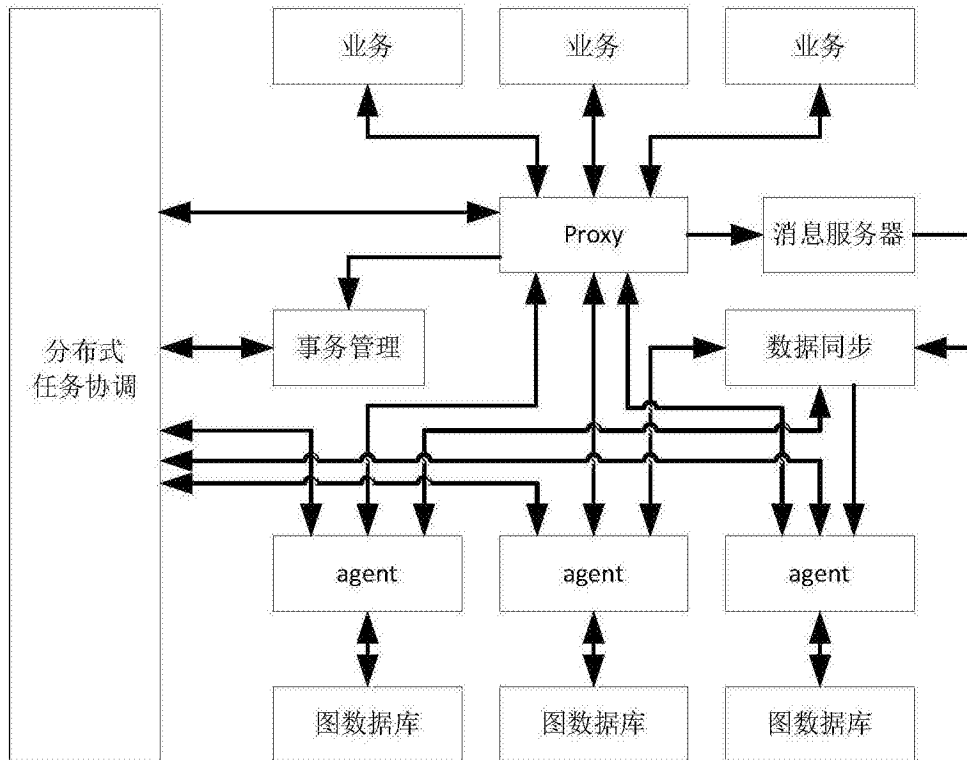 业务
业务
业务
Proxy
消息服务器
事务管理
数据同步
分布式
任务协调
agent
agent
agent
图数据库
图数据库
图数据库